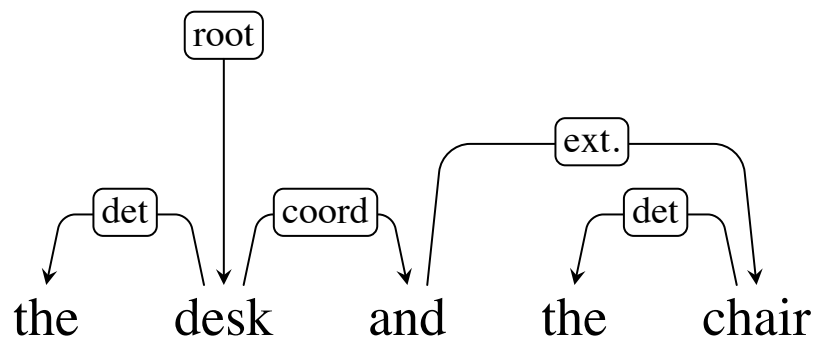 root
ext.
det coord det
the desk and the chair